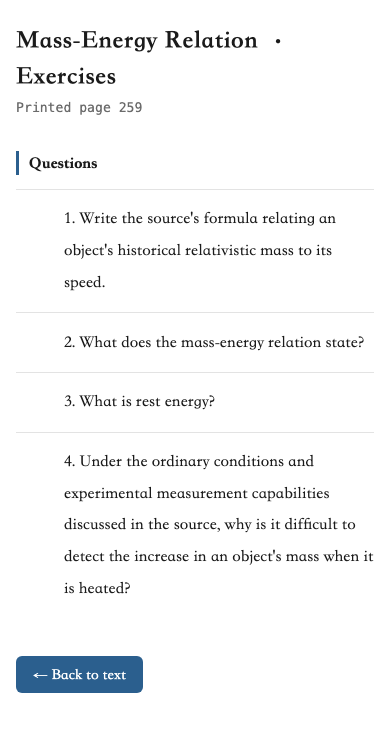 Mass-Energy Relation •
Exercises
Printed page 259
Questions
1. Write the source's formula relating an
object's historical relativistic mass to its
speed.
2. What does the mass-energy relation state?
3. What is rest energy?
4. Under the ordinary conditions and
experimental measurement capabilities
discussed in the source, why is it difficult to
detect the increase in an object's mass when it
is heated?
← Back to text